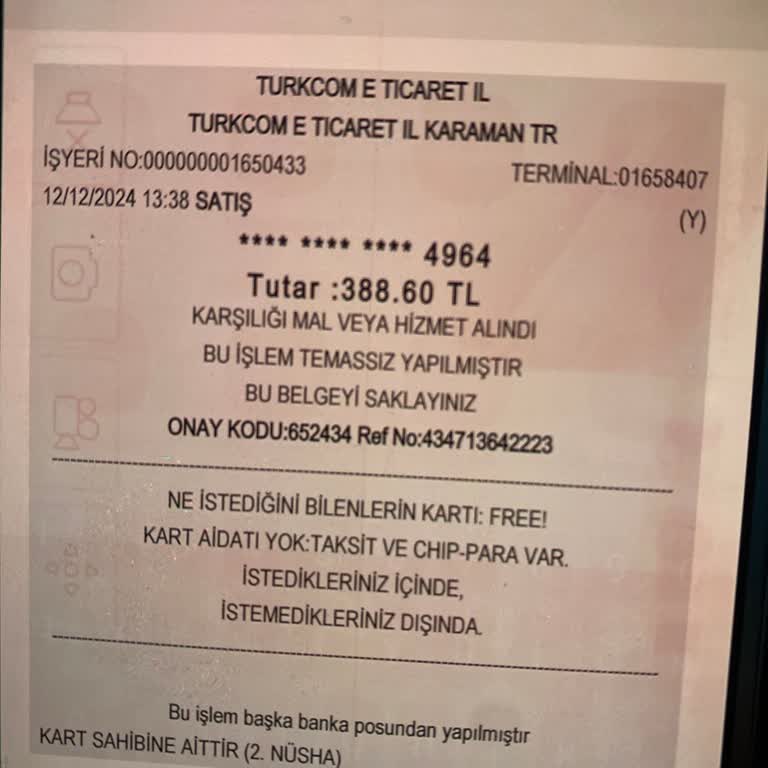 TURKCOM E TICARET IL
TURKCOM E TICARET IL KARAMAN TR
İŞYERİ NO:000000001650433 TERMİNAL:01658407
12/12/2024 13:38 SATIŞ (Y)
**** **** **** 4964
Tutar :388.60 TL
KARŞILIĞI MAL VEYA HİZMET ALINDI
BU İŞLEM TEMASSIZ YAPILMIŞTIR
BU BELGEYİ SAKLAYINIZ
ONAY KODU:652434 Ref No:434713642223
NE İSTEDİĞİNİ BİLENLERİN KARTI: FREE!
KART AİDATI YOK:TAKSİT VE CHIP-PARA VAR.
İSTEDİKLERİNİZ İÇİNDE,
İSTEMEDİKLERİNİZ DIŞINDA.
Bu işlem başka banka posundan yapılmıştır
KART SAHİBİNE AİTTİR (2. NÜSHA)